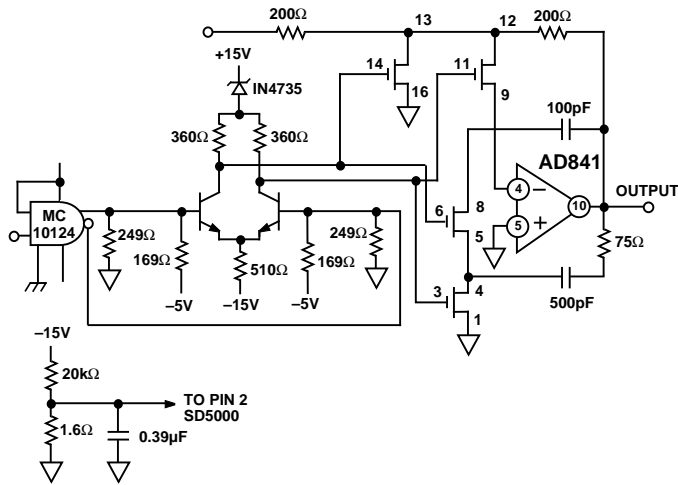 200Ω
13
12
200Ω
+15V
14
11
IN4735
16
9
100pF
360Ω
360Ω
AD841
MC
10124
4
–
OUTPUT
10
8
6
5
+
5
249Ω
249Ω
75Ω
169Ω
510Ω
169Ω
3
4
–5V
–15V
–5V
500pF
1
–15V
20kΩ
TO PIN 2
SD5000
1.6Ω
0.39µF